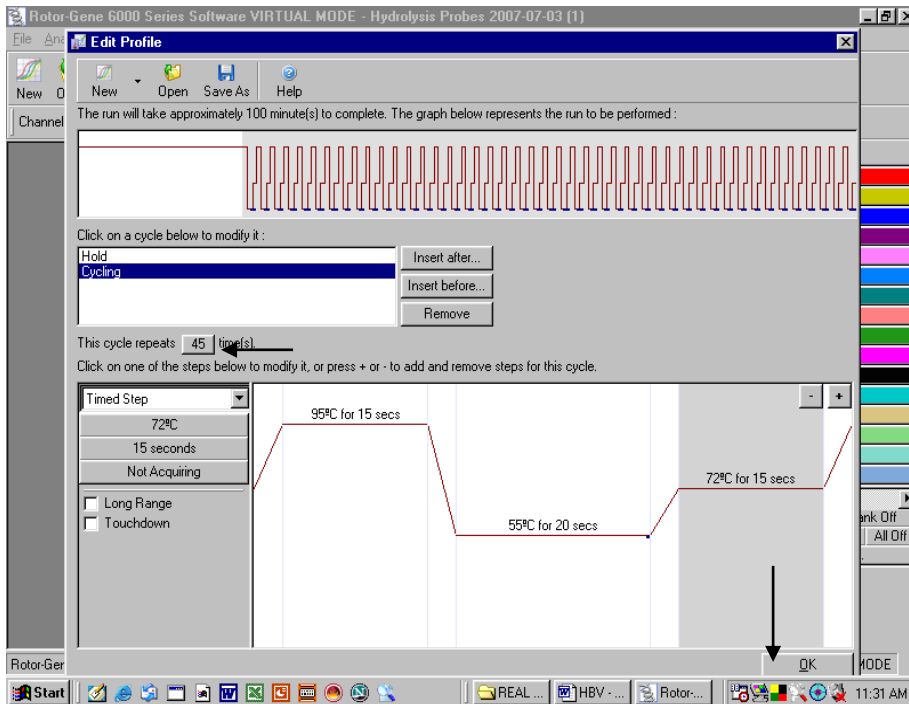 Rotor-Gene 6000 Series Software VIRTUAL MODE - Hydrolysis Probes 2007-07-03 (1)
File Ana
Edit Profile
New
New
Open
Save As
Help
Channel
The run will take approximately 100 minute(s) to complete. The graph below represents the run to be performed :
Click on a cycle below to modify it :
Hold
Cycling
Insert after...
Insert before...
Remove
This cycle repeats 45 time(s).
Click on one of the steps below to modify it, or press + or - to add and remove steps for this cycle.
Timed Step
- +
72ºC
15 seconds
Not Acquiring
Long Range
Touchdown
95ºC for 15 secs
55ºC for 20 secs
72ºC for 15 secs
ank Off
All Off
OK
Rotor-Ger
MODE
Start
REAL ...
HBV - ...
Rotor-...
11:31 AM